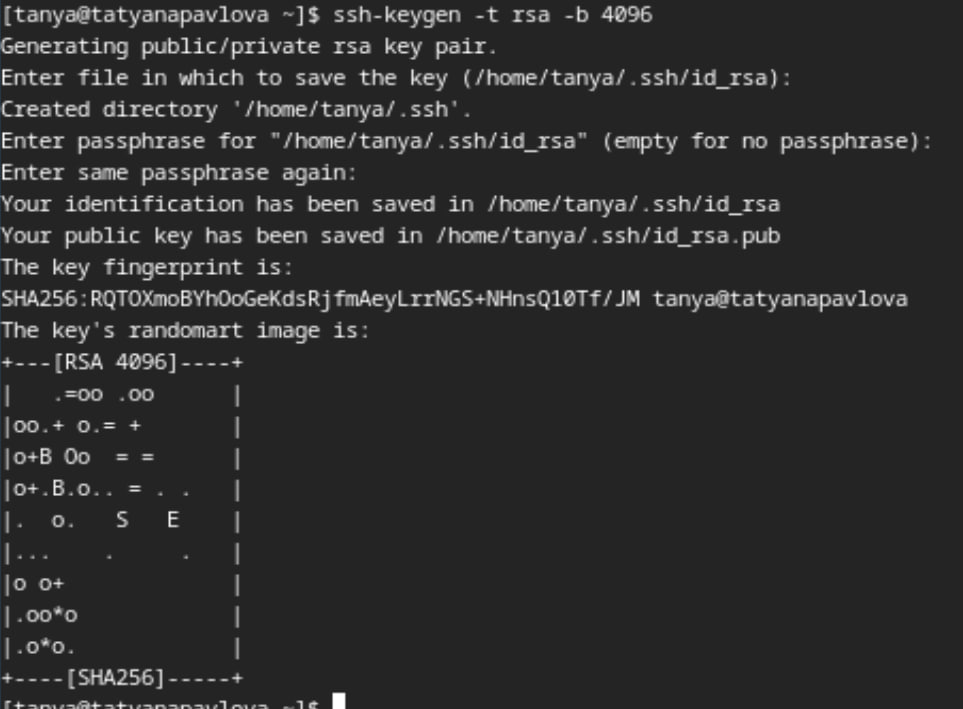 [tanya@tatyanapavlova ~]$ ssh-keygen -t rsa -b 4096
Generating public/private rsa key pair.
Enter file in which to save the key (/home/tanya/.ssh/id_rsa):
Created directory '/home/tanya/.ssh'.
Enter passphrase for "/home/tanya/.ssh/id_rsa" (empty for no passphrase):
Enter same passphrase again:
Your identification has been saved in /home/tanya/.ssh/id_rsa
Your public key has been saved in /home/tanya/.ssh/id_rsa.pub
The key fingerprint is:
SHA256:RQTOXmoBYhOoGeKdsRjfmAeyLrrNGS+NHnsQ10Tf/JM tanya@tatyanapavlova
The key's randomart image is:
+---[RSA 4096]----+
|   .=oo .oo      |
|oo.+ o.= +       |
|o+B Oo  = =      |
|o+.B.o.. = . .   |
|.  o.   S   E    |
|...    .     .   |
|o o+             |
|.oo*o            |
|.o*o.            |
+----[SHA256]-----+
[tanya@tatyanapavlova ~]$